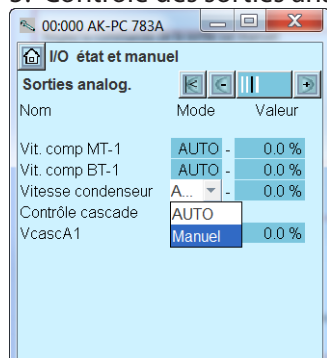 3. Contrôle des sorties ana
00:000 AK-PC 783A
I/O état et manuel
Sorties analog.
Nom Mode Valeur
Vit. comp MT-1 AUTO - 0.0 %
Vit. comp BT-1 AUTO - 0.0 %
Vitesse condenseur A... - 0.0 %
Contrôle cascade AUTO
VcascA1 Manuel 0.0 %